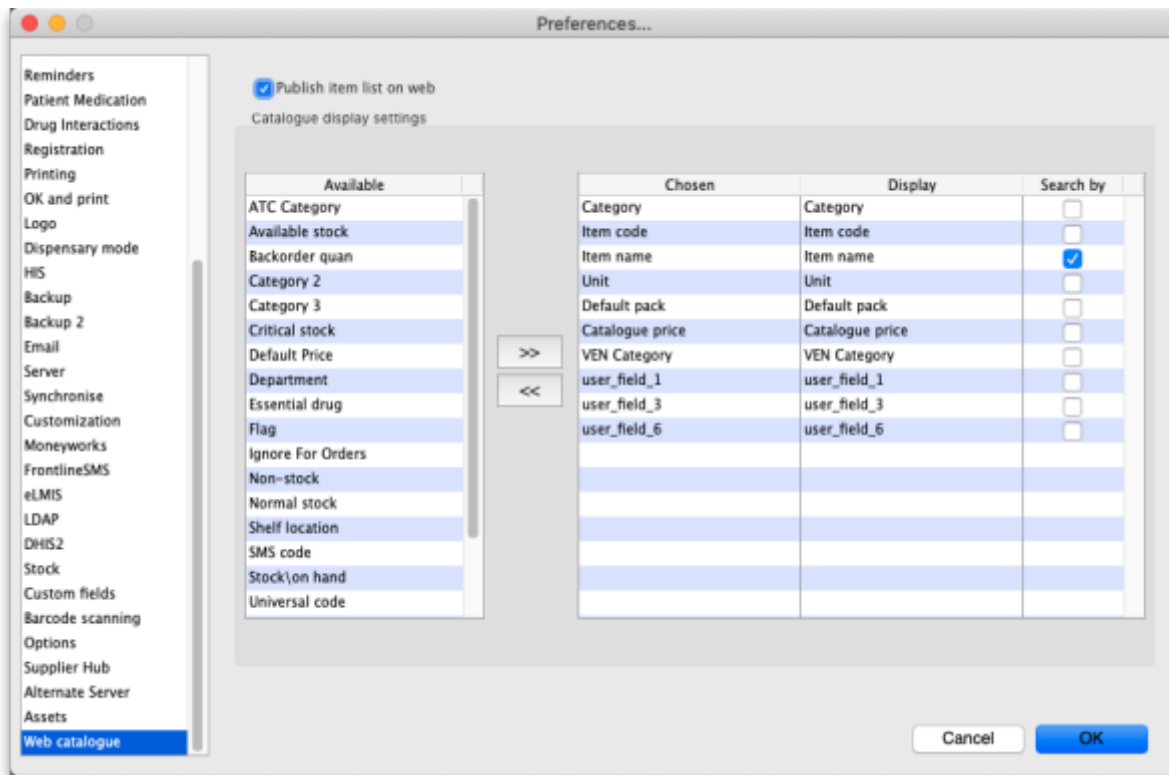 Preferences...
Reminders
Patient Medication
Drug Interactions
Registration
Printing
OK and print
Logo
Dispensary mode
HIS
Backup
Backup 2
Email
Server
Synchronise
Customization
Moneyworks
FrontlineSMS
eLMIS
LDAP
DHIS2
Stock
Custom fields
Barcode scanning
Options
Supplier Hub
Alternate Server
Assets
Web catalogue
Publish item list on web
Catalogue display settings
Available
ATC Category
Available stock
Backorder quan
Category 2
Category 3
Critical stock
Default Price
Department
Essential drug
Flag
Ignore For Orders
Non-stock
Normal stock
Shelf location
SMS code
Stock\on hand
Universal code
>>
<<
Chosen Display Search by
Category Category
Item code Item code
Item name Item name
Unit Unit
Default pack Default pack
Catalogue price Catalogue price
VEN Category VEN Category
user_field_1 user_field_1
user_field_3 user_field_3
user_field_6 user_field_6
Cancel OK